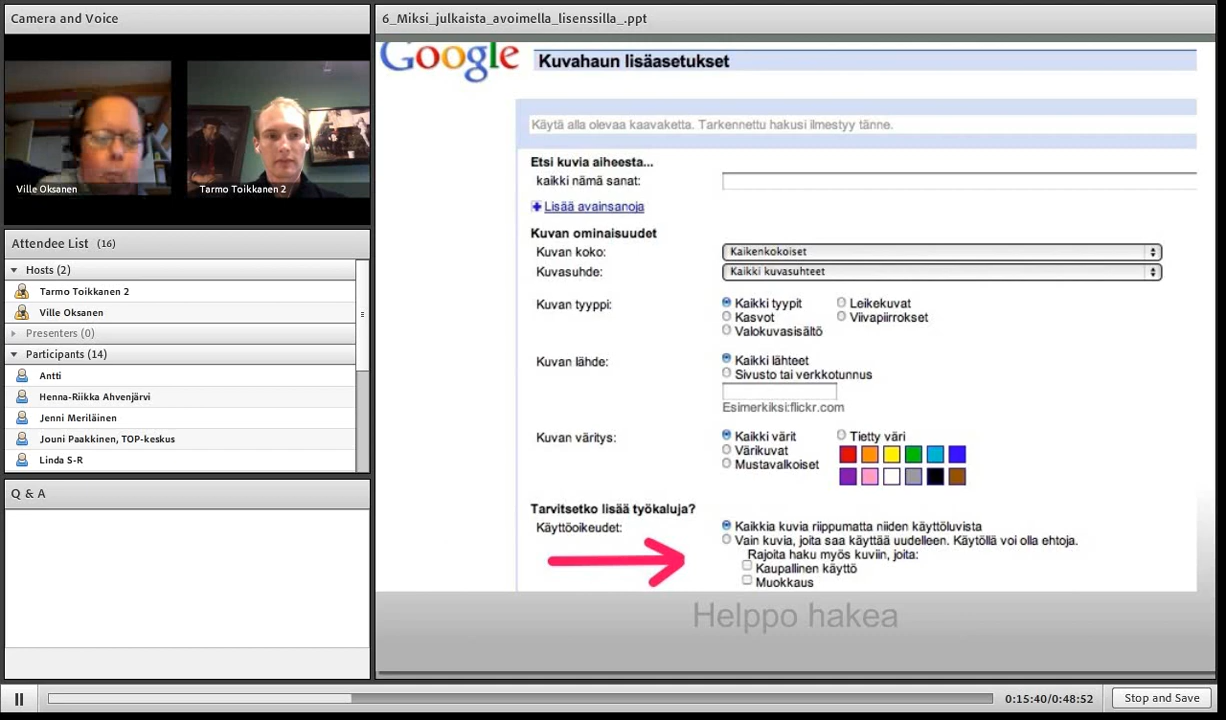 Camera and Voice
Ville Oksanen
Tarmo Toikkanen 2
Attendee List (16)
Hosts (2)
Tarmo Toikkanen 2
Ville Oksanen
Presenters (0)
Participants (14)
Antti
Henna-Riikka Ahvenjärvi
Jenni Meriläinen
Jouni Paakkinen, TOP-keskus
Linda S-R
Q & A
6_Miksi_julkaista_avoimella_lisenssilla_.ppt
Google
Kuvahaun lisäasetukset
Käytä alla olevaa kaavaketta. Tarkennettu hakusi ilmestyy tänne.
Etsi kuvia aiheesta...
kaikki nämä sanat:
Lisää avainsanoja
Kuvan ominaisuudet
Kuvan koko: Kaikenkokoiset
Kuvasuhde: Kaikki kuvasuhteet
Kuvan tyyppi: Kaikki tyypit Leikekuvat
Kasvot Viivapiirrokset
Valokuvasisältö
Kuvan lähde: Kaikki lähteet
Sivusto tai verkkotunnus
Esimerkiksi:flickr.com
Kuvan väritys: Kaikki värit Tietty väri
Värikuvat
Mustavalkoiset
Tarvitsetko lisää työkaluja?
Käyttöoikeudet: Kaikkia kuvia riippumatta niiden käyttöluvista
Vain kuvia, joita saa käyttää uudelleen. Käytöllä voi olla ehtoja.
Rajoita haku myös kuviin, joita:
Kaupallinen käyttö
Muokkaus
Helppo hakea
0:15:40/0:48:52
Stop and Save